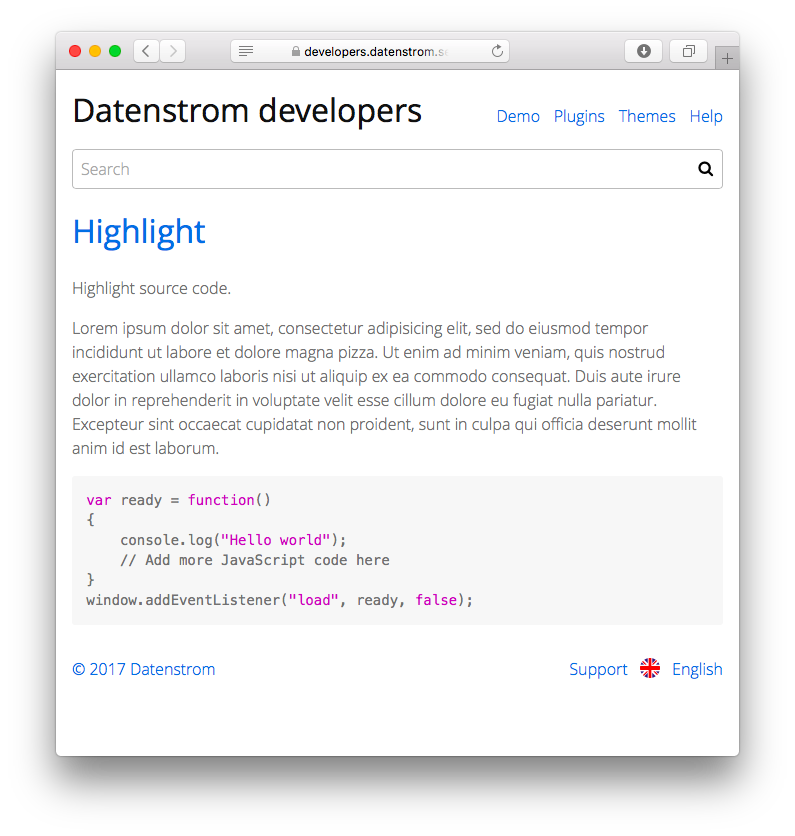 developers.datenstrom.se
Datenstrom developers
Demo Plugins Themes Help
Search
Highlight
Highlight source code.
Lorem ipsum dolor sit amet, consectetur adipisicing elit, sed do eiusmod tempor
incididunt ut labore et dolore magna pizza. Ut enim ad minim veniam, quis nostrud
exercitation ullamco laboris nisi ut aliquip ex ea commodo consequat. Duis aute irure
dolor in reprehenderit in voluptate velit esse cillum dolore eu fugiat nulla pariatur.
Excepteur sint occaecat cupidatat non proident, sunt in culpa qui officia deserunt mollit
anim id est laborum.
var ready = function()
{
    console.log("Hello world");
    // Add more JavaScript code here
}
window.addEventListener("load", ready, false);
© 2017 Datenstrom
Support English